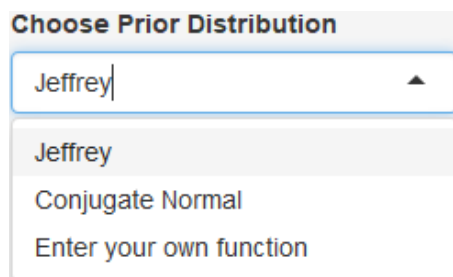 Choose Prior Distribution
Jeffrey
Jeffrey
Conjugate Normal
Enter your own function